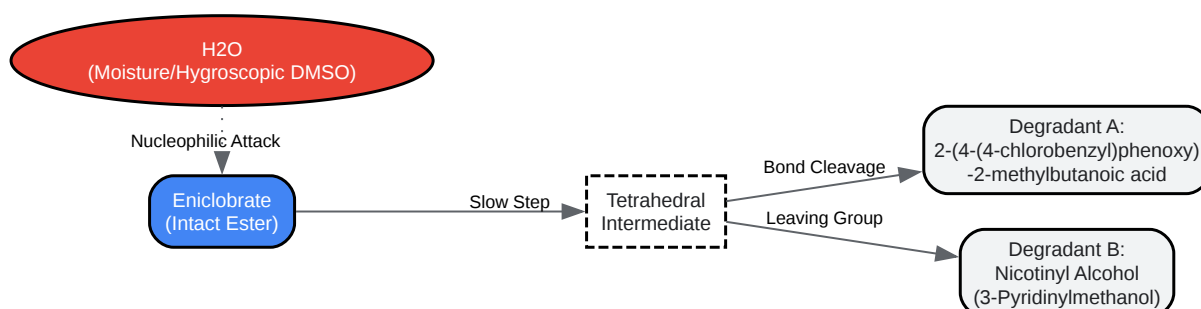 H2O
(Moisture/Hygroscopic DMSO)
Nucleophilic Attack
Eniclobrate
(Intact Ester)
Slow Step
Tetrahedral
Intermediate
Bond Cleavage
Leaving Group
Degradant A:
2-(4-(4-chlorobenzyl)phenoxy)
-2-methylbutanoic acid
Degradant B:
Nicotinyl Alcohol
(3-Pyridinylmethanol)